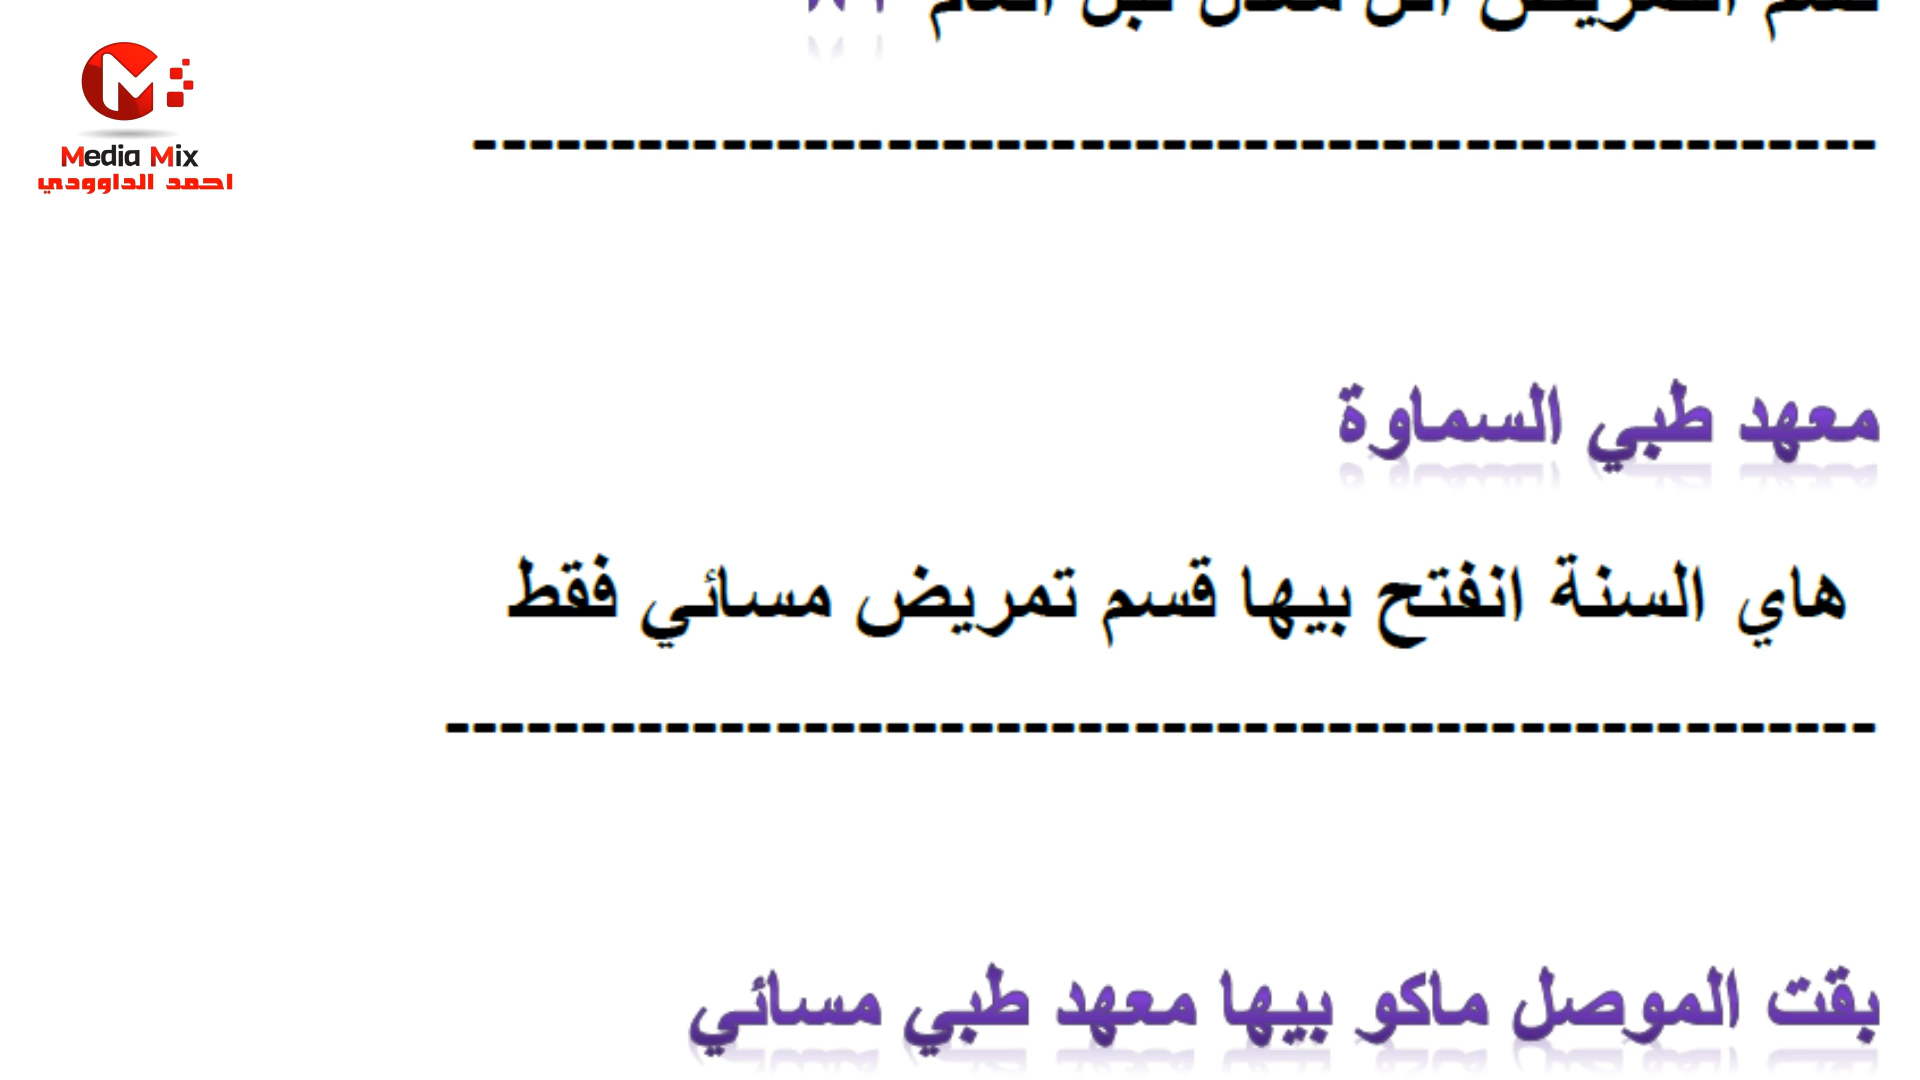 Media Mix
احمد الداوودي
معهد طبي السماوة
هاي السنة انفتح بيها قسم تمريض مسائي فقط
بقت الموصل ماكو بيها معهد طبي مسائي